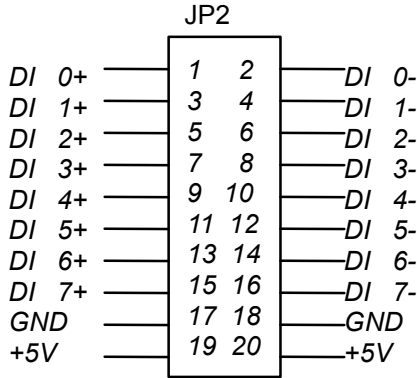 JP2
DI 0+ 1 2 DI 0-
DI 1+ 3 4 DI 1-
DI 2+ 5 6 DI 2-
DI 3+ 7 8 DI 3-
DI 4+ 9 10 DI 4-
DI 5+ 11 12 DI 5-
DI 6+ 13 14 DI 6-
DI 7+ 15 16 DI 7-
GND 17 18 GND
+5V 19 20 +5V